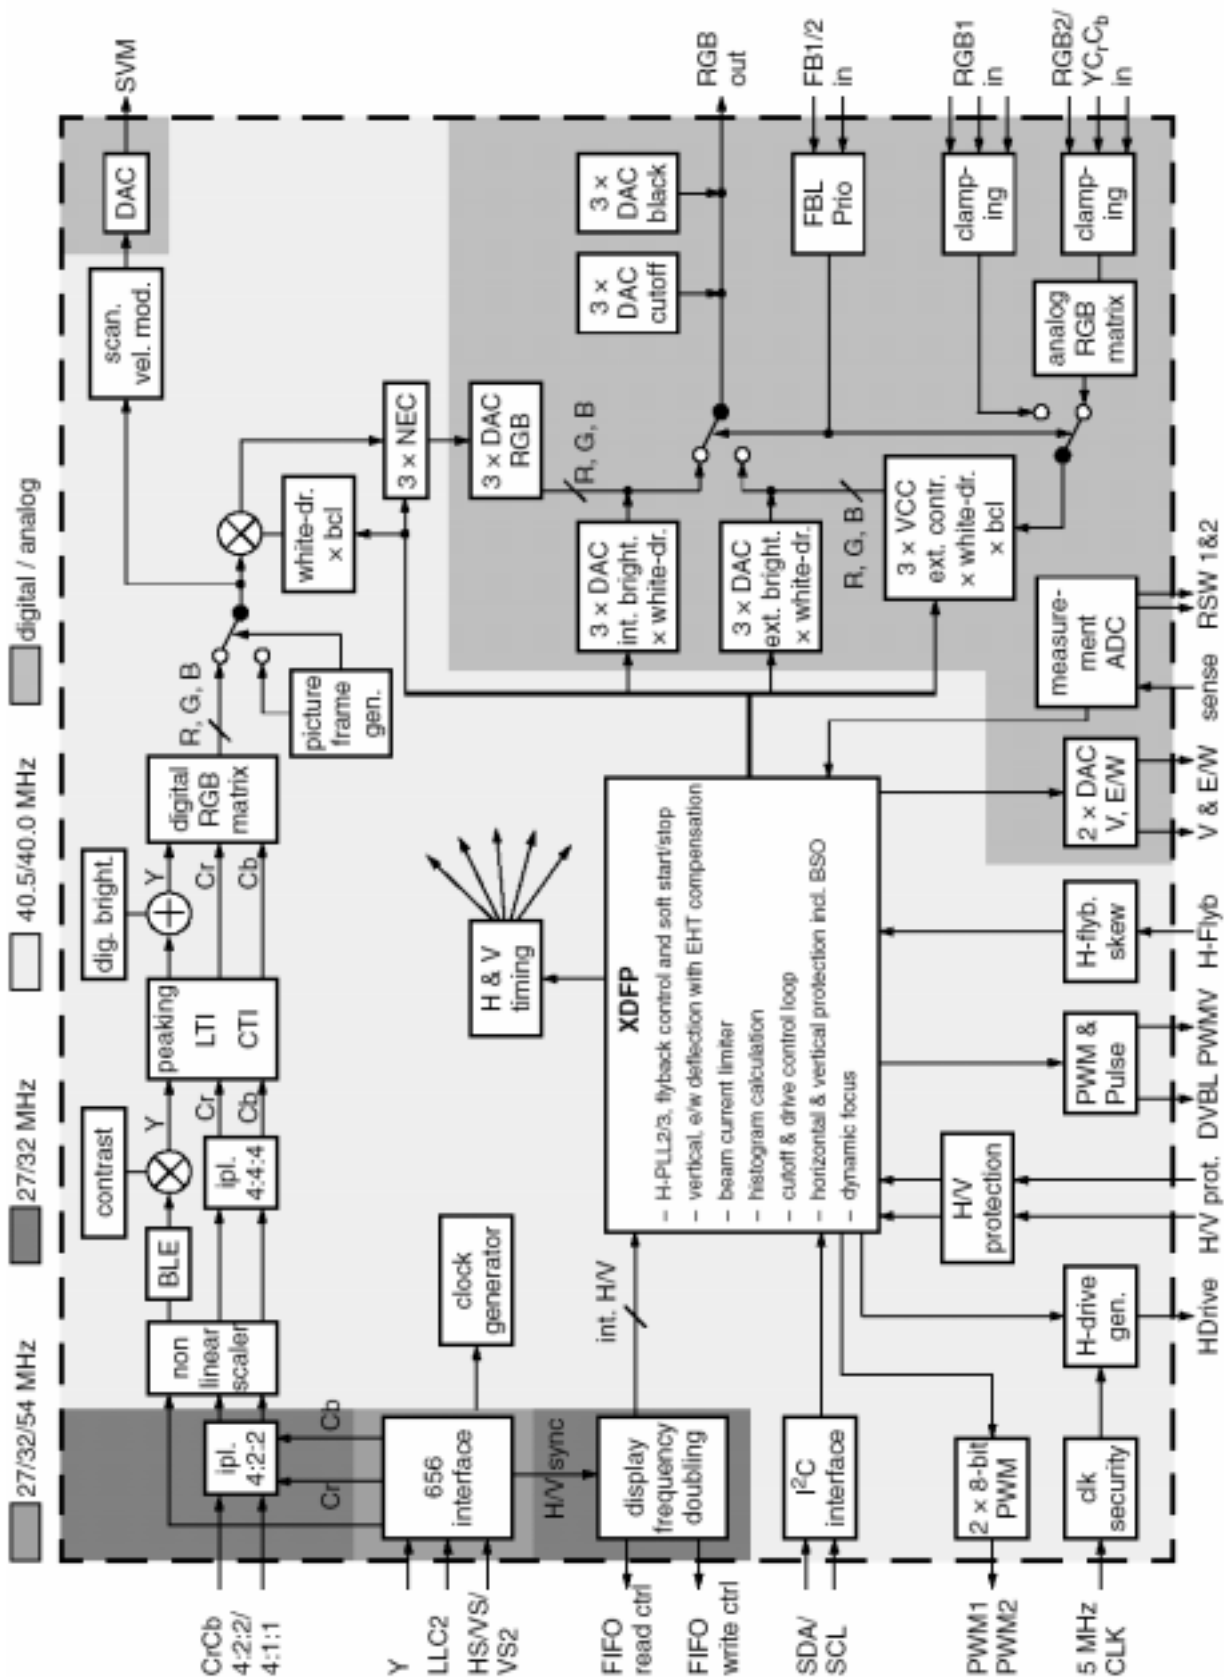 27/32/54 MHz
27/32 MHz
40.5/40.0 MHz
digital / analog
CrCb
4:2:2/
4:1:1
Y
LLC2
HS/VS/
VS2
FIFO
read ctrl
FIFO
write ctrl
SDA/
SCL
PWM1
PWM2
5 MHz
CLK
ipl.
4:2:2
Cr
Cb
656
interface
H/V sync
display
frequency
doubling
I²C
interface
2 × 8-bit
PWM
clk
security
non
linear
scaler
BLE
contrast
ipl.
4:4:4
Y
Cr
Cb
clock
generator
int. H/V
H-drive
gen.
H/V
protection
peaking
LTI
CTI
dig. bright.
Y
Cr
Cb
digital
RGB
matrix
R, G, B
picture
frame
gen.
H & V
timing
XDFP
– H-PLL2/3, flyback control and soft start/stop
– vertical, e/w deflection with EHT compensation
– beam current limiter
– histogram calculation
– cutoff & drive control loop
– horizontal & vertical protection incl. BSO
– dynamic focus
PWM &
Pulse
H-flyb.
skew
2 × DAC
V, E/W
measure-
ment
ADC
white-dr.
× bcl
scan.
vel. mod.
DAC
SVM
3 × NEC
3 × DAC
RGB
R, G, B
3 × DAC
int. bright.
× white-dr.
3 × DAC
ext. bright.
× white-dr.
R, G, B
3 × VCC
ext. contr.
× white-dr.
× bcl
3 ×
DAC
cutoff
3 ×
DAC
black
FBL
Prio
clamp-
ing
clamp-
ing
analog
RGB
matrix
RGB
out
FB1/2
in
RGB1
in
RGB2/
YCrCb
in
HDrive
H/V prot.
DVBL
PWMV
H-Flyb
V & E/W
sense
RSW 1&2